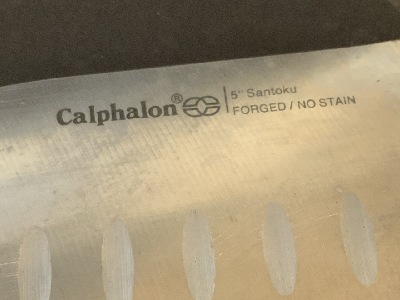 Calphalon® 5" Santoku
FORGED / NO STAIN